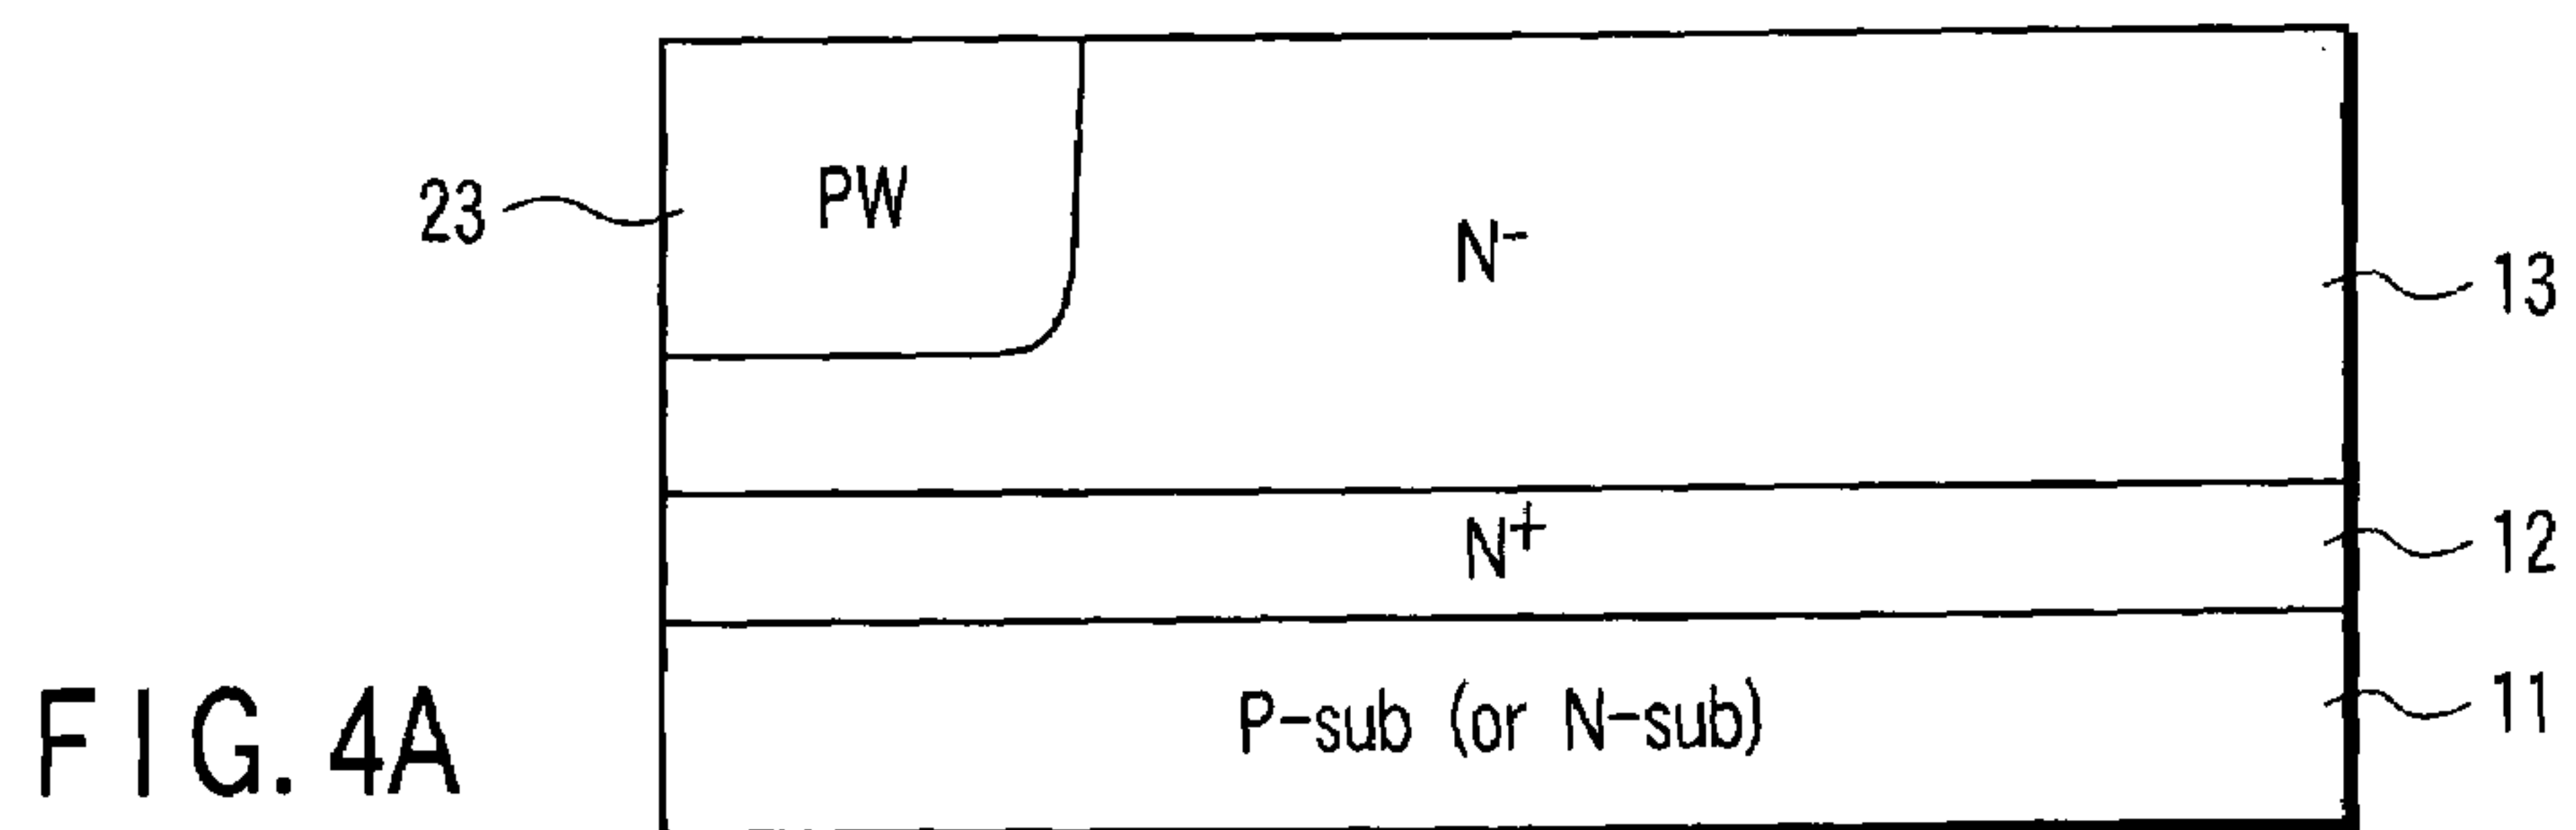 PW
23
N⁻
13
N⁺
12
P-sub (or N-sub)
11
FIG. 4A